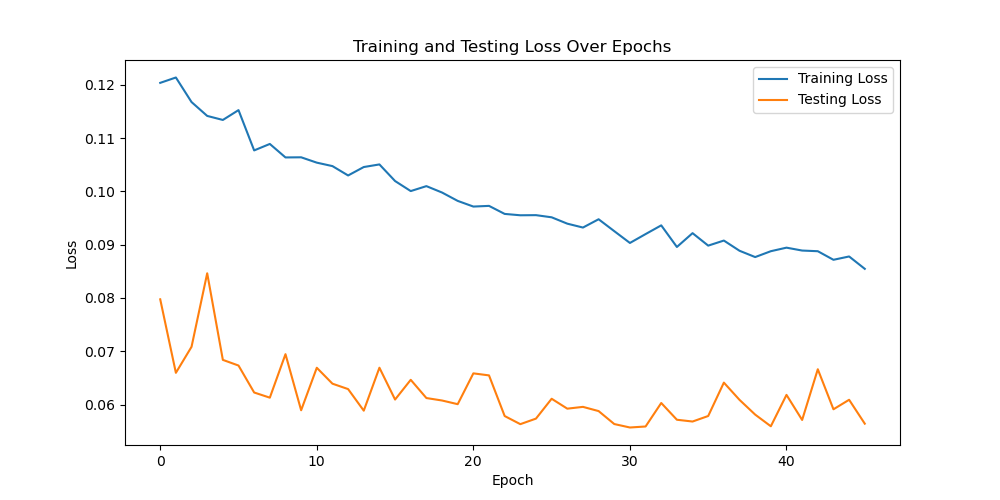 Training and Testing Loss Over Epochs
Training Loss
Testing Loss
0.12
0.11
0.10
0.09
0.08
0.07
0.06
Loss
0
10
20
30
40
Epoch